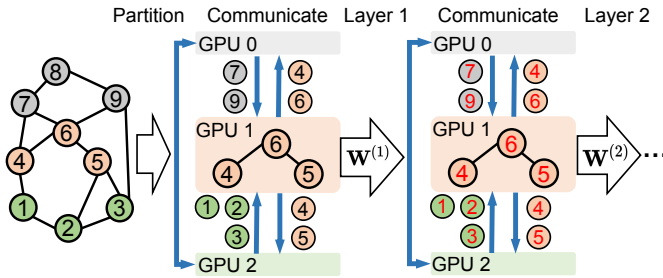 Partition Communicate Layer 1 Communicate Layer 2
GPU 0 GPU 0
8
7 9
6
4 5
1 3
2
7 4
9 6
GPU 1
6
4 5
W(1)
1 2 4
3 5
GPU 2
7 4
9 6
GPU 1
6
4 5
W(2) ...
1 2 4
3 5
GPU 2